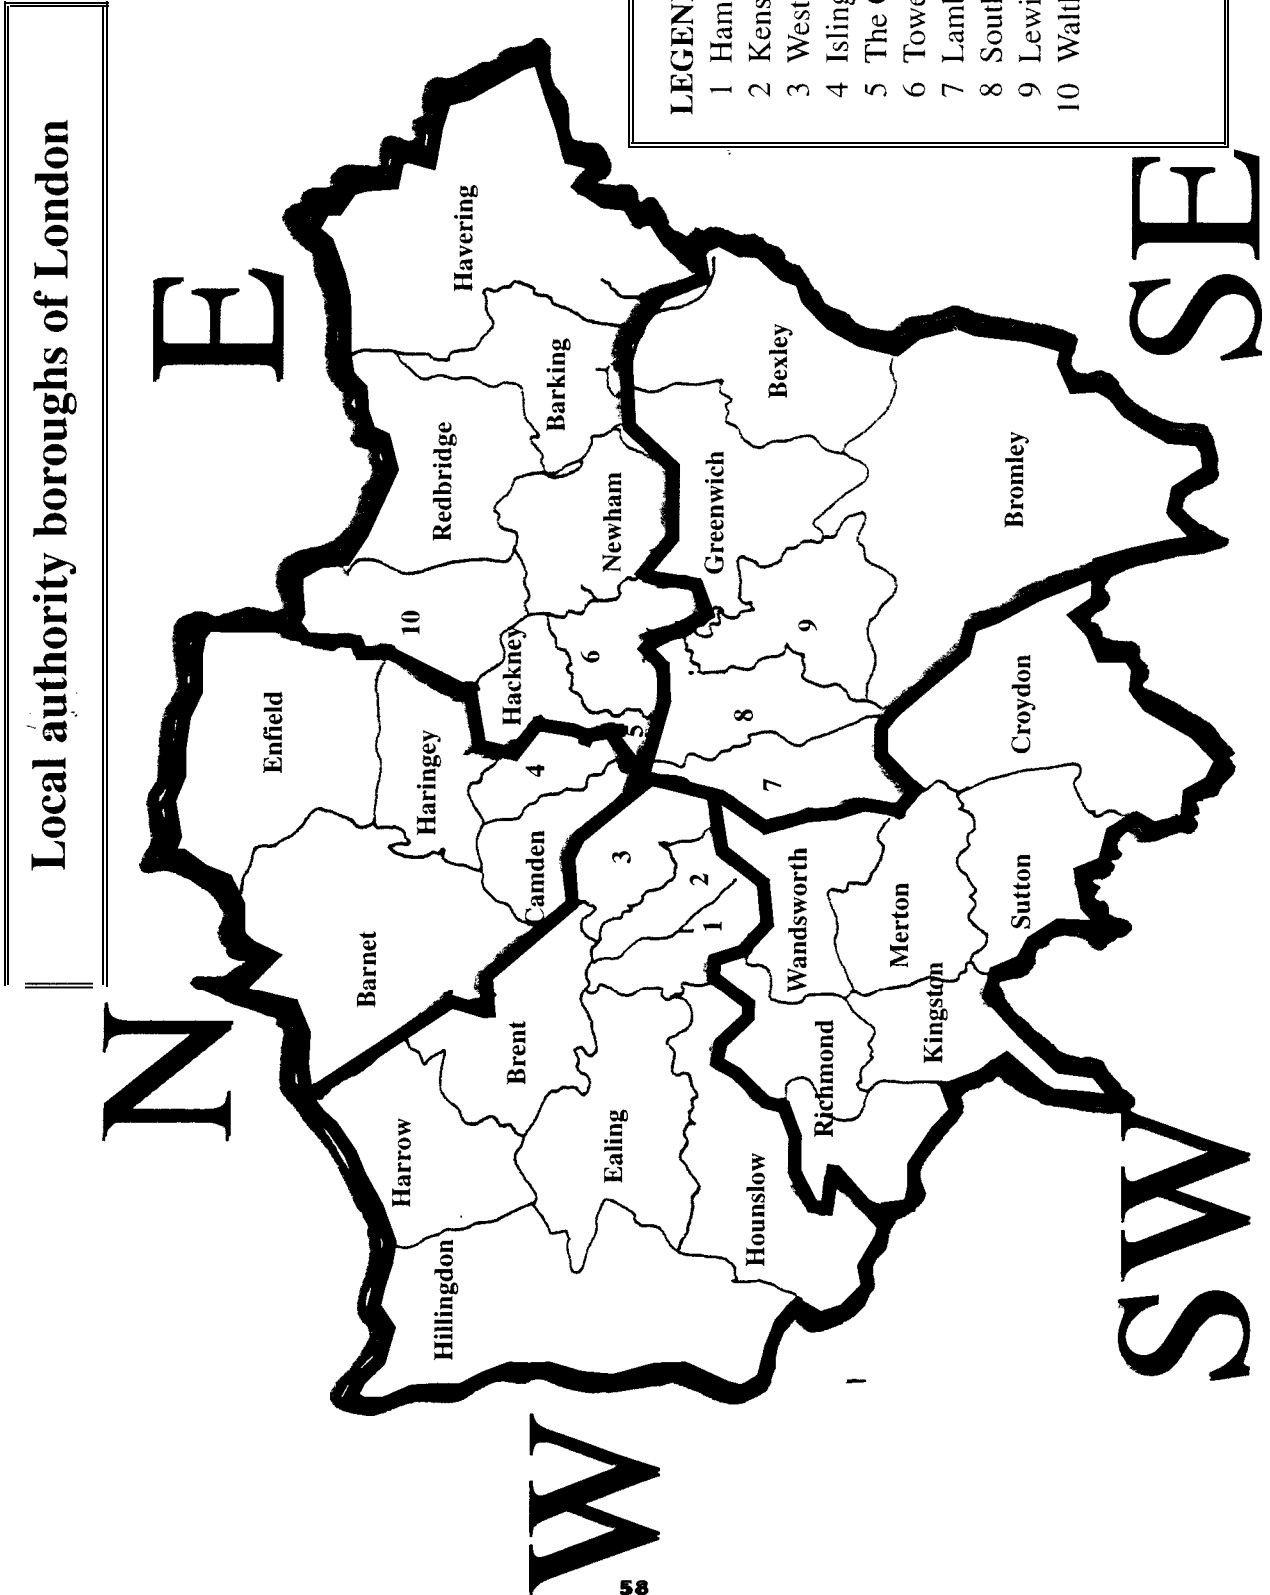 Local authority boroughs of London
N
E
W
SW
SE
Enfield
Barnet
Haringey
Camden
4
Harrow
Brent
Hillingdon
Ealing
Hounslow
3
2
1
Redbridge
Havering
Barking
Newham
Hackney
10
6
5
Richmond
Kingston
Wandsworth
Merton
Sutton
Croydon
7
8
9
Greenwich
Bexley
Bromley
LEGEN
1 Ham
2 Kens
3 West
4 Isling
5 The
6 Towe
7 Lamb
8 South
9 Lewi
10 Walt
58